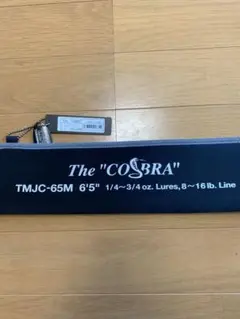 The "COBRA"
TMJC-65M 6'5" 1/4～3/4 oz. Lures, 8～16 lb. Line